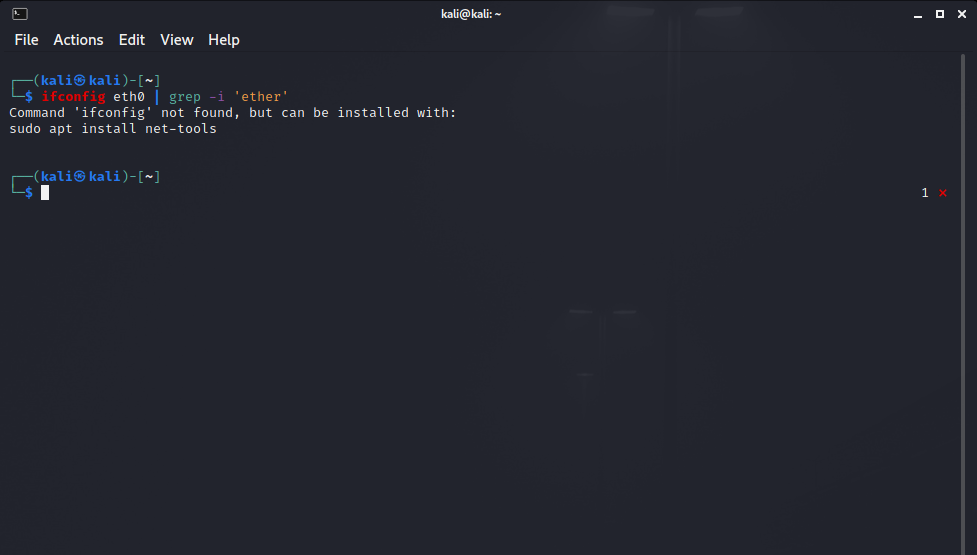 kali@kali: ~
File Actions Edit View Help
┌──(kali㉿kali)-[~]
└─$ ifconfig eth0 | grep -i 'ether'
Command 'ifconfig' not found, but can be installed with:
sudo apt install net-tools
┌──(kali㉿kali)-[~]
└─$ 1 ⨯